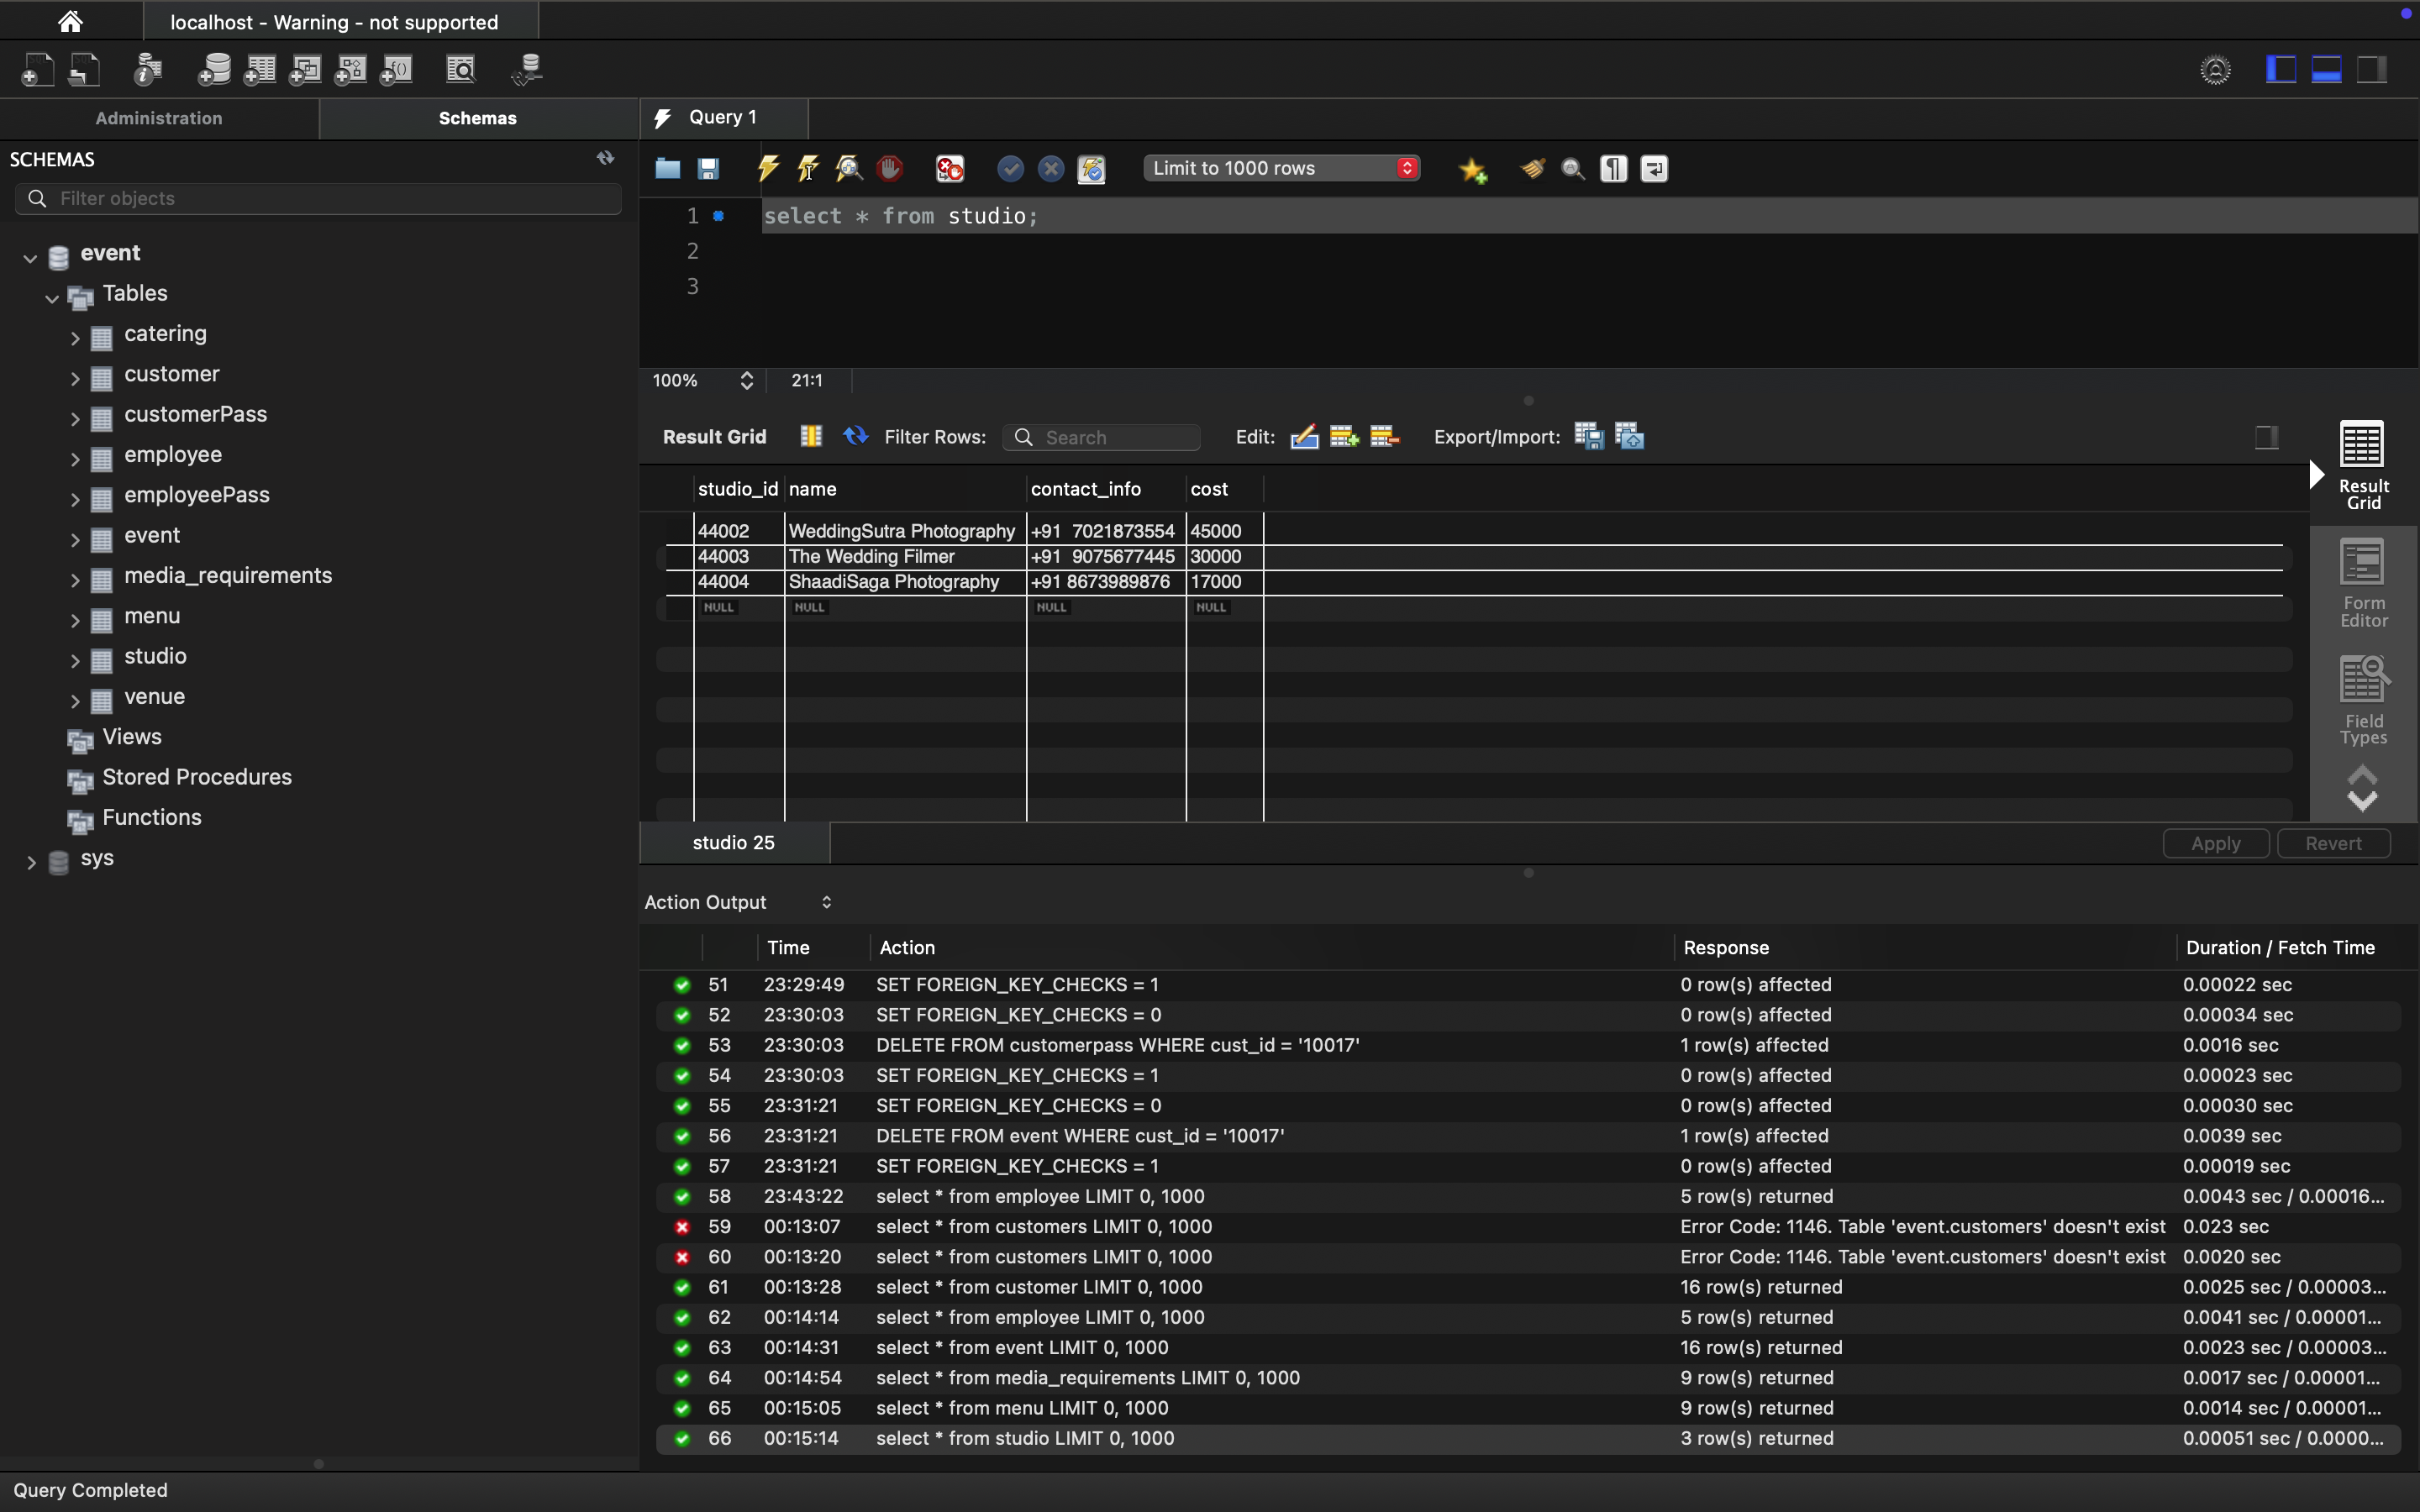 localhost - Warning - not supported
Administration
Schemas
Query 1
SCHEMAS
Filter objects
Limit to 1000 rows
1 select * from studio;
2
3
event
Tables
catering
customer
customerPass
employee
employeePass
event
media_requirements
menu
studio
venue
Views
Stored Procedures
Functions
sys
100% 21:1
Result Grid Filter Rows: Search Edit: Export/Import:
studio_id name contact_info cost
44002 WeddingSutra Photography +91 7021873554 45000
44003 The Wedding Filmer +91 9075677445 30000
44004 ShaadiSaga Photography +91 8673989876 17000
NULL NULL NULL NULL
Result
Grid
Form
Editor
Field
Types
studio 25
Apply Revert
Action Output
Time Action Response Duration / Fetch Time
51 23:29:49 SET FOREIGN_KEY_CHECKS = 1 0 row(s) affected 0.00022 sec
52 23:30:03 SET FOREIGN_KEY_CHECKS = 0 0 row(s) affected 0.00034 sec
53 23:30:03 DELETE FROM customerpass WHERE cust_id = '10017' 1 row(s) affected 0.0016 sec
54 23:30:03 SET FOREIGN_KEY_CHECKS = 1 0 row(s) affected 0.00023 sec
55 23:31:21 SET FOREIGN_KEY_CHECKS = 0 0 row(s) affected 0.00030 sec
56 23:31:21 DELETE FROM event WHERE cust_id = '10017' 1 row(s) affected 0.0039 sec
57 23:31:21 SET FOREIGN_KEY_CHECKS = 1 0 row(s) affected 0.00019 sec
58 23:43:22 select * from employee LIMIT 0, 1000 5 row(s) returned 0.0043 sec / 0.00016...
59 00:13:07 select * from customers LIMIT 0, 1000 Error Code: 1146. Table 'event.customers' doesn't exist 0.023 sec
60 00:13:20 select * from customers LIMIT 0, 1000 Error Code: 1146. Table 'event.customers' doesn't exist 0.0020 sec
61 00:13:28 select * from customer LIMIT 0, 1000 16 row(s) returned 0.0025 sec / 0.00003...
62 00:14:14 select * from employee LIMIT 0, 1000 5 row(s) returned 0.0041 sec / 0.00001...
63 00:14:31 select * from event LIMIT 0, 1000 16 row(s) returned 0.0023 sec / 0.00003...
64 00:14:54 select * from media_requirements LIMIT 0, 1000 9 row(s) returned 0.0017 sec / 0.00001...
65 00:15:05 select * from menu LIMIT 0, 1000 9 row(s) returned 0.0014 sec / 0.00001...
66 00:15:14 select * from studio LIMIT 0, 1000 3 row(s) returned 0.00051 sec / 0.0000...
Query Completed